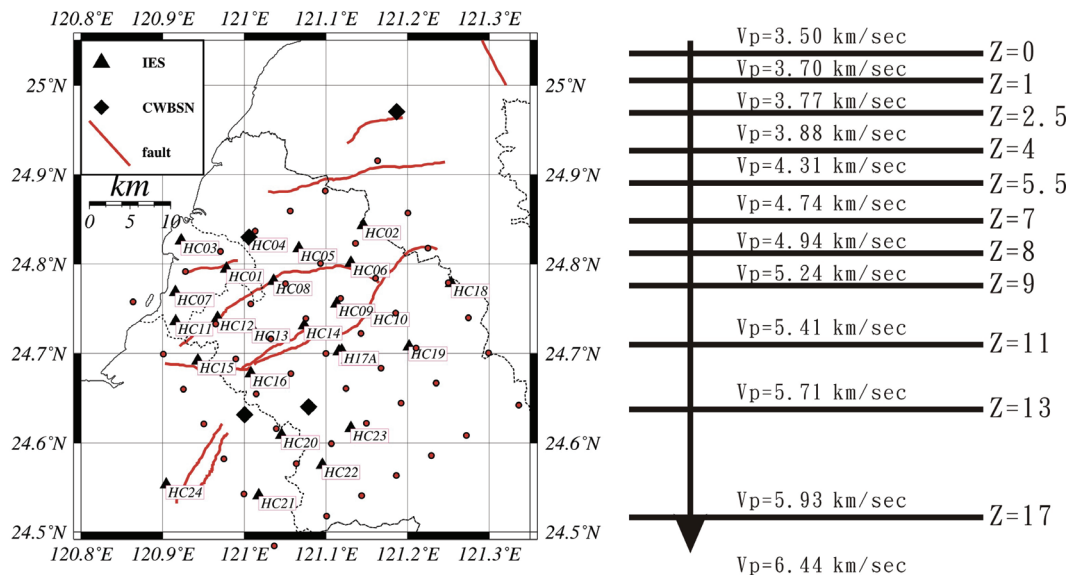 120.8°E 120.9°E 121°E 121.1°E 121.2°E 121.3°E
IES
CWBSN
fault
km
0 5 10
25°N 25°N
24.9°N 24.9°N
24.8°N 24.8°N
24.7°N 24.7°N
24.6°N 24.6°N
24.5°N 24.5°N
HC02
HC03
HC04
HC05
HC06
HC01
HC08
HC18
HC07
HC09
HC10
HC11
HC12
HC13
HC14
H17A
HC19
HC15
HC16
HC20
HC23
HC22
HC24
HC21
120.8°E 120.9°E 121°E 121.1°E 121.2°E 121.3°E
Vp=3.50 km/sec
Z=0
Vp=3.70 km/sec
Z=1
Vp=3.77 km/sec
Z=2.5
Vp=3.88 km/sec
Z=4
Vp=4.31 km/sec
Z=5.5
Vp=4.74 km/sec
Z=7
Vp=4.94 km/sec
Z=8
Vp=5.24 km/sec
Z=9
Vp=5.41 km/sec
Z=11
Vp=5.71 km/sec
Z=13
Vp=5.93 km/sec
Z=17
Vp=6.44 km/sec